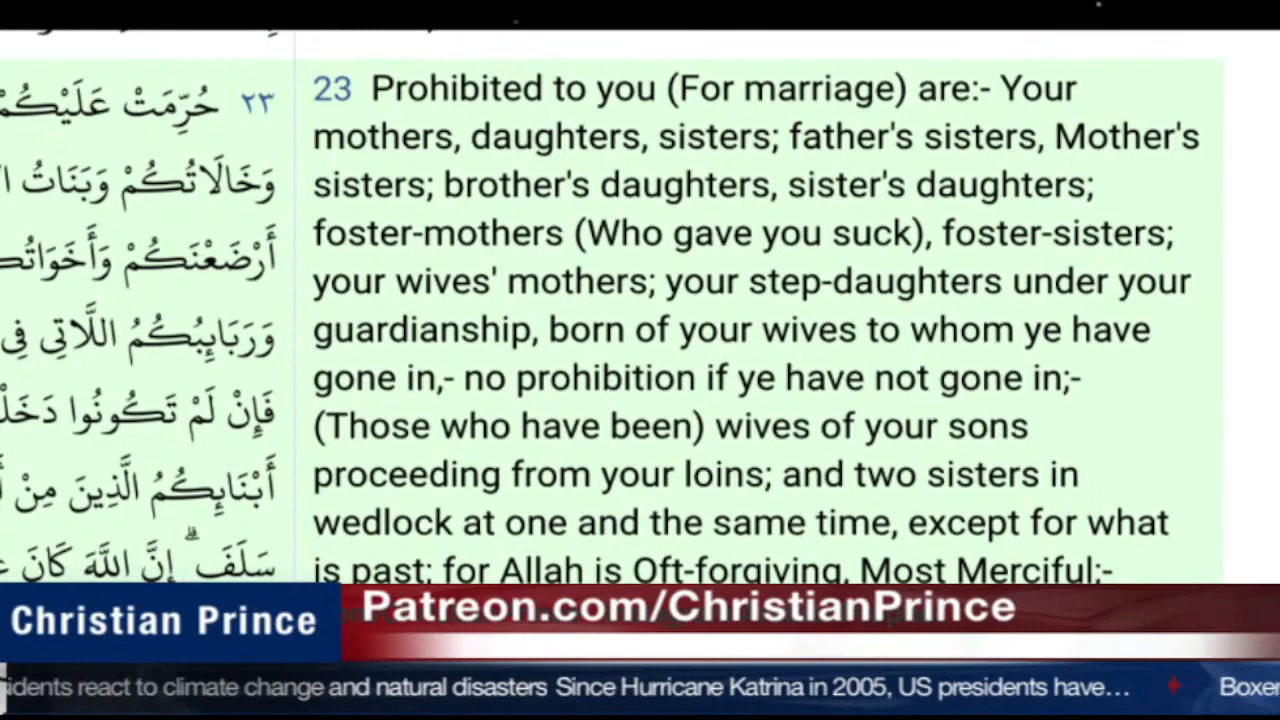 ٢٣ حُرِّمَتْ عَلَيْكُمْ
وَخَالَاتُكُمْ وَبَنَاتُ
أَرْضَعْنَكُمْ
وَرَبَائِبُكُمُ اللَّاتِي فِي
فَإِنْ لَمْ تَكُونُوا
أَبْنَائِكُمُ الَّذِينَ مِنْ
سَلَفَ ۗ إِنَّ اللَّهَ كَانَ
23 Prohibited to you (For marriage) are:- Your
mothers, daughters, sisters; father's sisters, Mother's
sisters; brother's daughters, sister's daughters;
foster-mothers (Who gave you suck), foster-sisters;
your wives' mothers; your step-daughters under your
guardianship, born of your wives to whom ye have
gone in,- no prohibition if ye have not gone in;-
(Those who have been) wives of your sons
proceeding from your loins; and two sisters in
wedlock at one and the same time, except for what
is past; for Allah is Oft-forgiving, Most Merciful;-
Christian Prince
Patreon.com/ChristianPrince
react to climate change and natural disasters Since Hurricane Katrina in 2005, US presidents have... Boxer